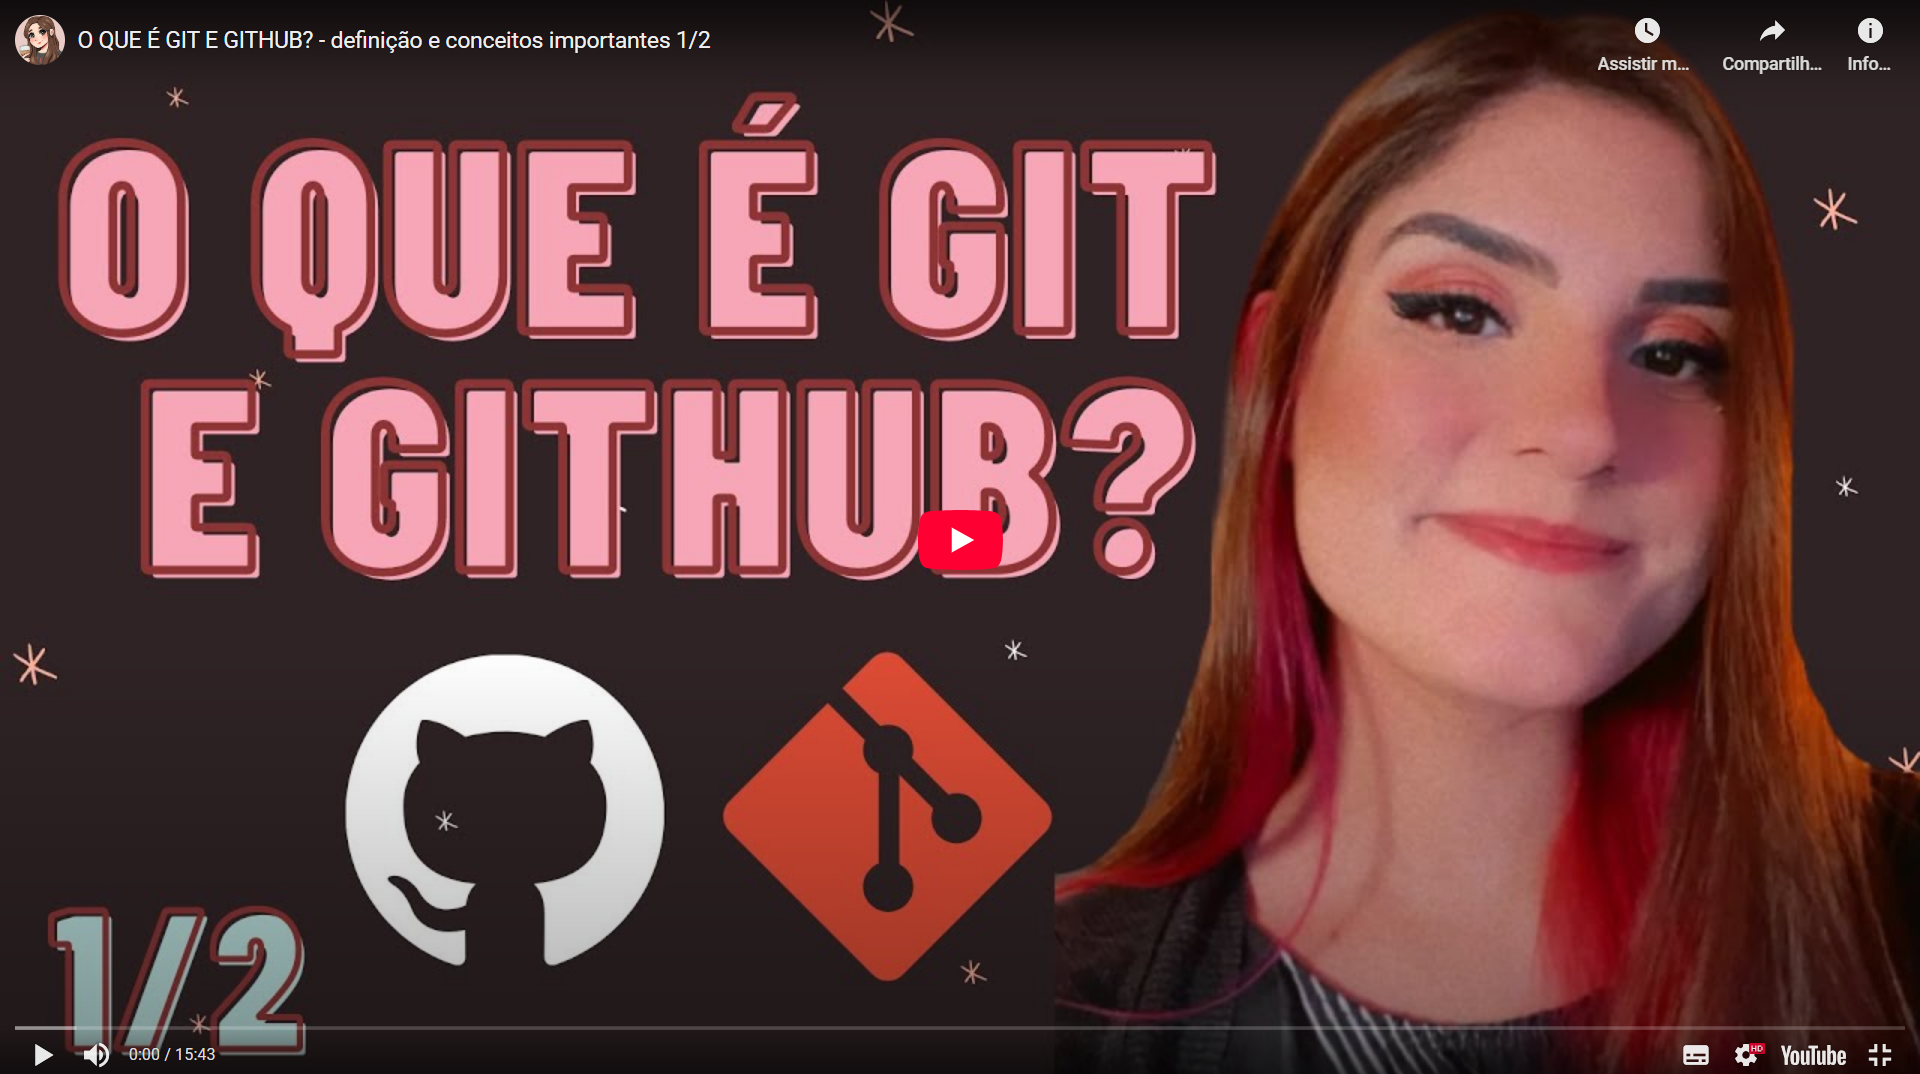 O QUE É GIT E GITHUB? - definição e conceitos importantes 1/2
Assistir m...
Compartilh...
Info...
O QUE É GIT
E GITHUB?
1/2
0:00 / 15:43
HD
YouTube